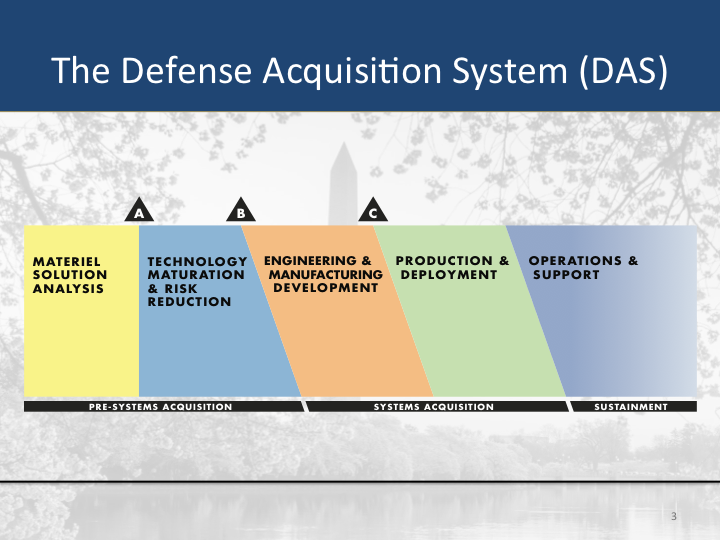 The Defense Acquisition System (DAS)
A
B
C
MATERIEL
SOLUTION
ANALYSIS
TECHNOLOGY
MATURATION
& RISK
REDUCTION
ENGINEERING &
MANUFACTURING
DEVELOPMENT
PRODUCTION &
DEPLOYMENT
OPERATIONS &
SUPPORT
PRE-SYSTEMS ACQUISITION
SYSTEMS ACQUISITION
SUSTAINMENT
3